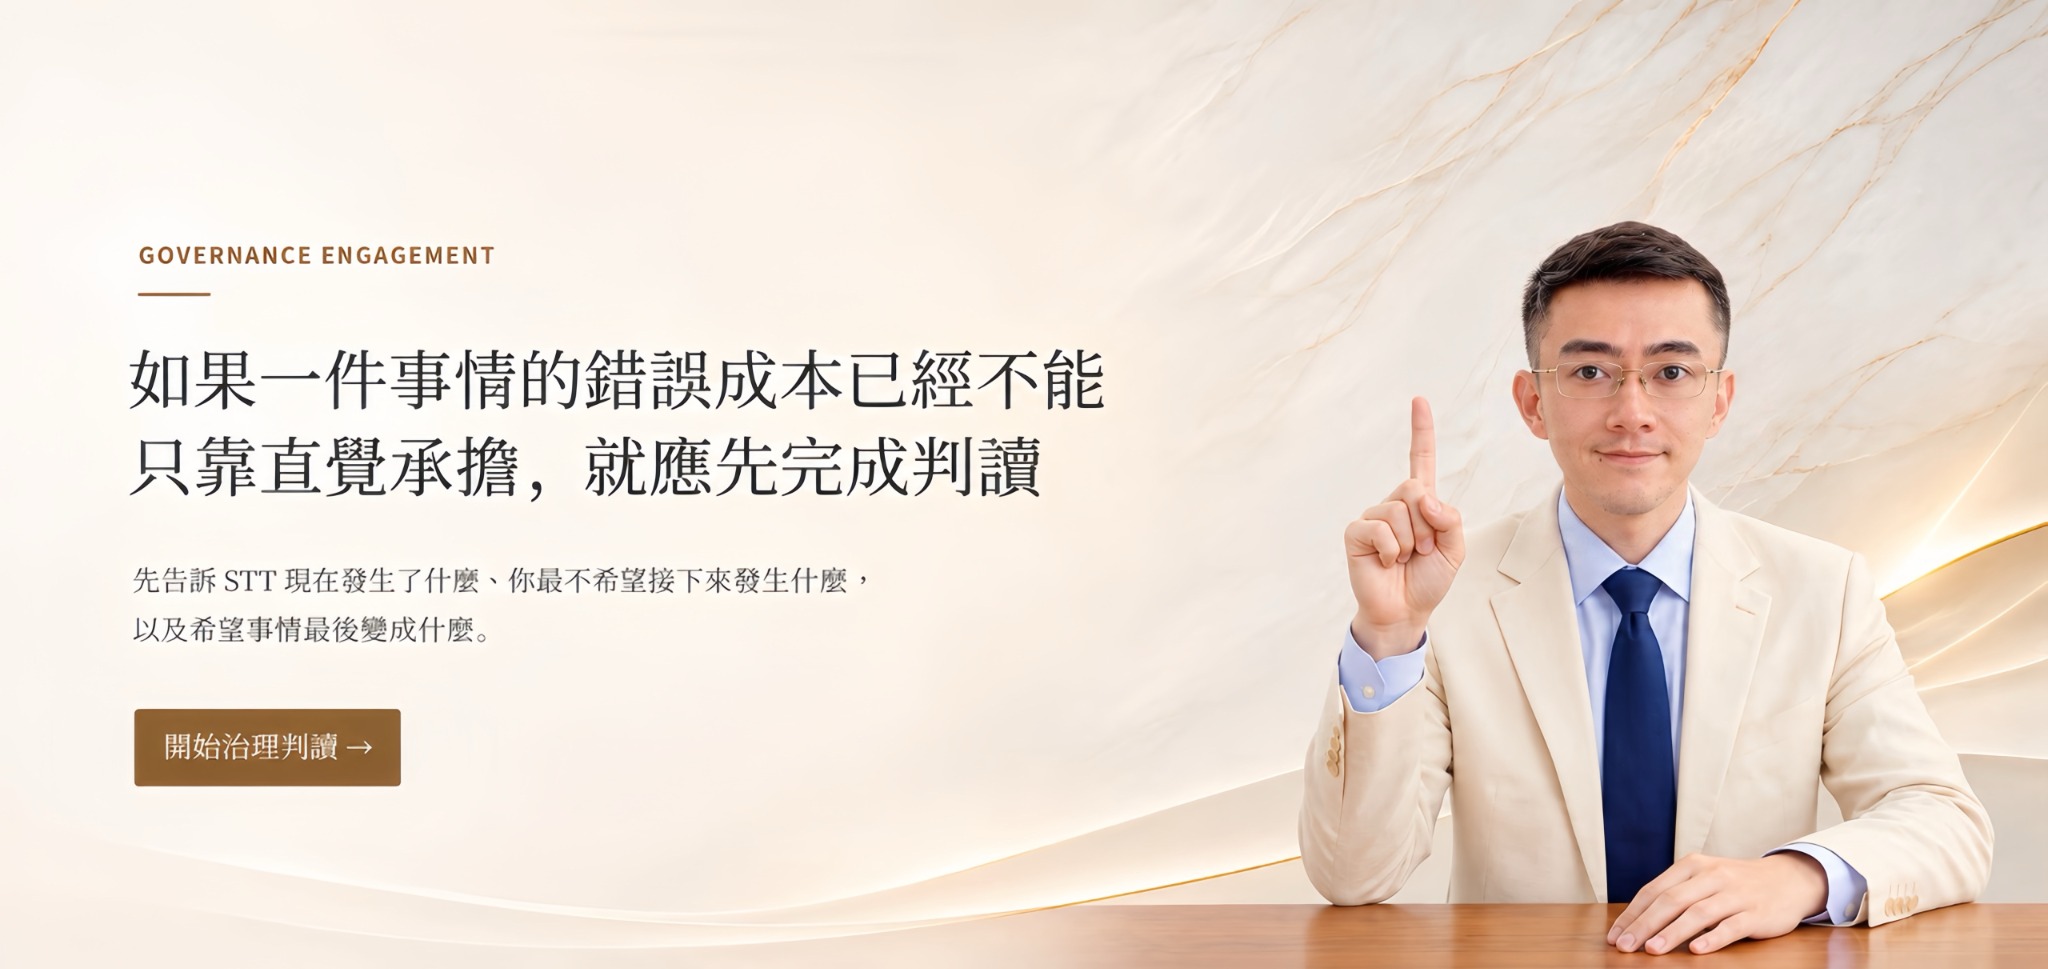 GOVERNANCE ENGAGEMENT
如果一件事情的錯誤成本已經不能
只靠直覺承擔，就應先完成判讀
先告訴 STT 現在發生了什麼、你最不希望接下來發生什麼，
以及希望事情最後變成什麼。
開始治理判讀 →